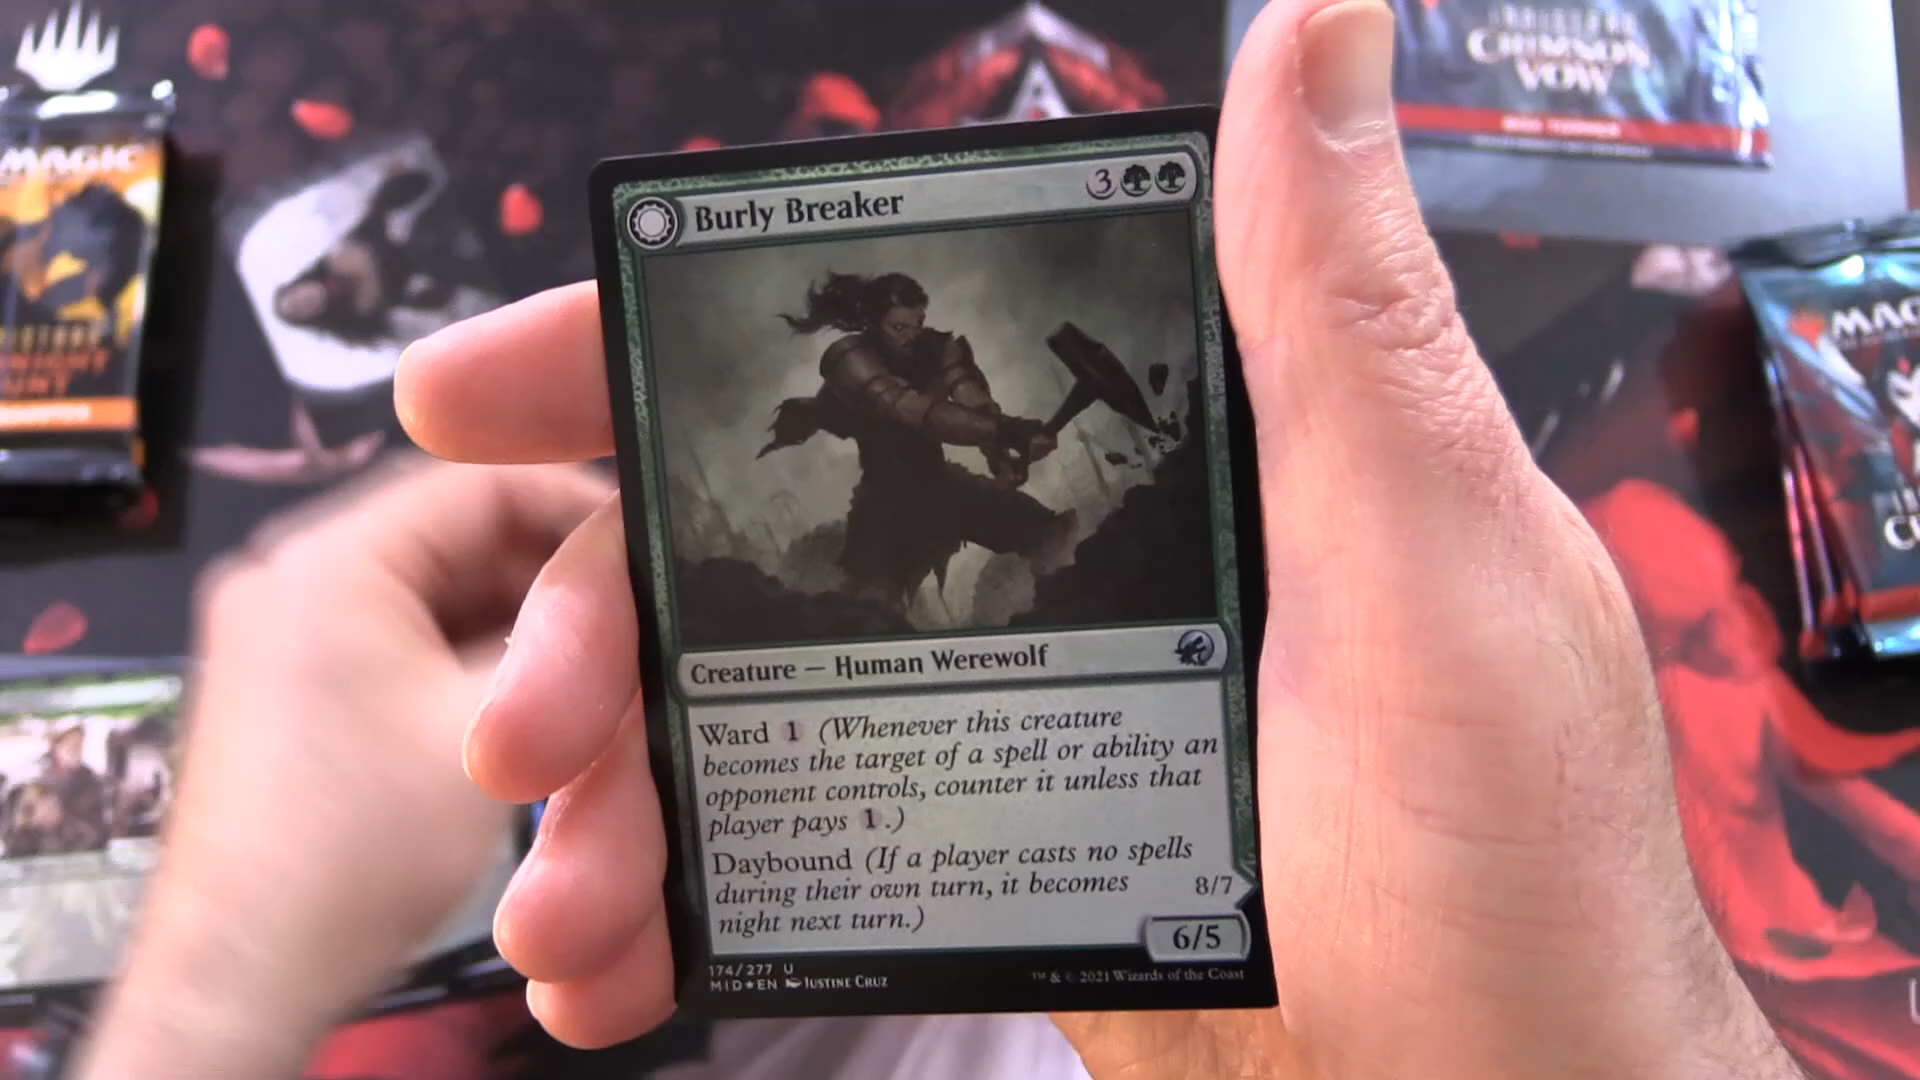 Burly Breaker
3
Creature — Human Werewolf
Ward 1 (Whenever this creature
becomes the target of a spell or ability an
opponent controls, counter it unless that
player pays 1.)
Daybound (If a player casts no spells
during their own turn, it becomes
night next turn.)
8/7
6/5
174/277 U
MID★EN JUSTINE CRUZ
™ & © 2021 Wizards of the Coast
MAGIC
CRIMSON
VOW
MAG